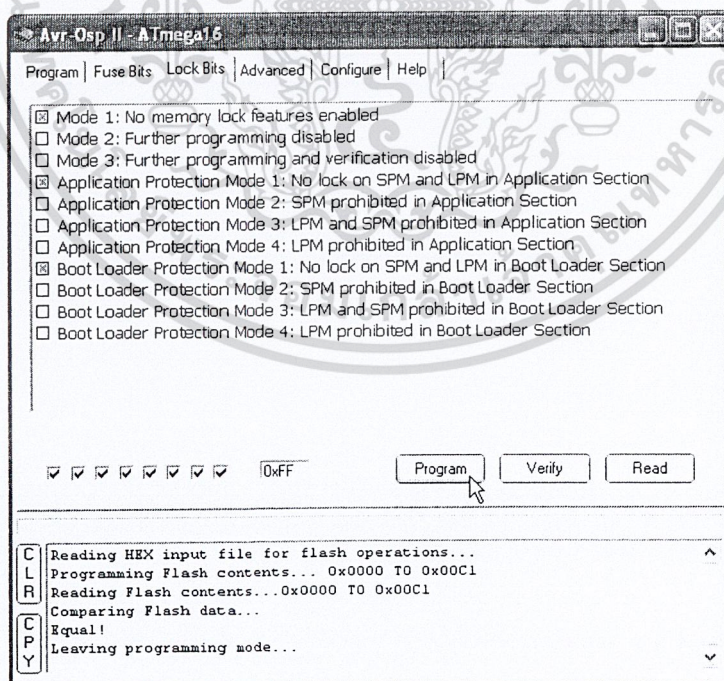 Avr-Osp II - ATmega16
Program | Fuse Bits Lock Bits | Advanced | Configure | Help |
Mode 1: No memory lock features enabled
Mode 2: Further programming disabled
Mode 3: Further programming and verification disabled
Application Protection Mode 1: No lock on SPM and LPM in Application Section
Application Protection Mode 2: SPM prohibited in Application Section
Application Protection Mode 3: LPM and SPM prohibited in Application Section
Application Protection Mode 4: LPM prohibited in Application Section
Boot Loader Protection Mode 1: No lock on SPM and LPM in Boot Loader Section
Boot Loader Protection Mode 2: SPM prohibited in Boot Loader Section
Boot Loader Protection Mode 3: LPM and SPM prohibited in Boot Loader Section
Boot Loader Protection Mode 4: LPM prohibited in Boot Loader Section
0xFF Program Verify Read
CLR
Reading HEX input file for flash operations...
Programming Flash contents... 0x0000 TO 0x00C1
Reading Flash contents...0x0000 TO 0x00C1
Comparing Flash data...
CPY
Equal!
Leaving programming mode...